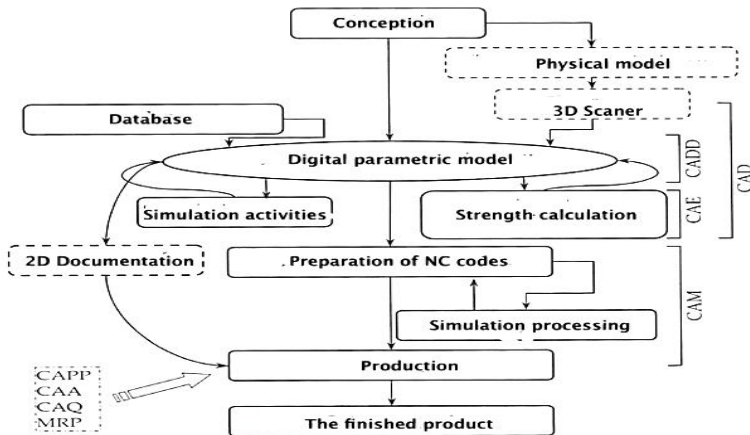 Conception
Physical model
3D Scaner
Database
Digital parametric model
CADD
CAD
Simulation activities
Strength calculation
CAE
2D Documentation
Preparation of NC codes
CAM
Simulation processing
Production
CAPP
CAA
CAQ
MRP
The finished product